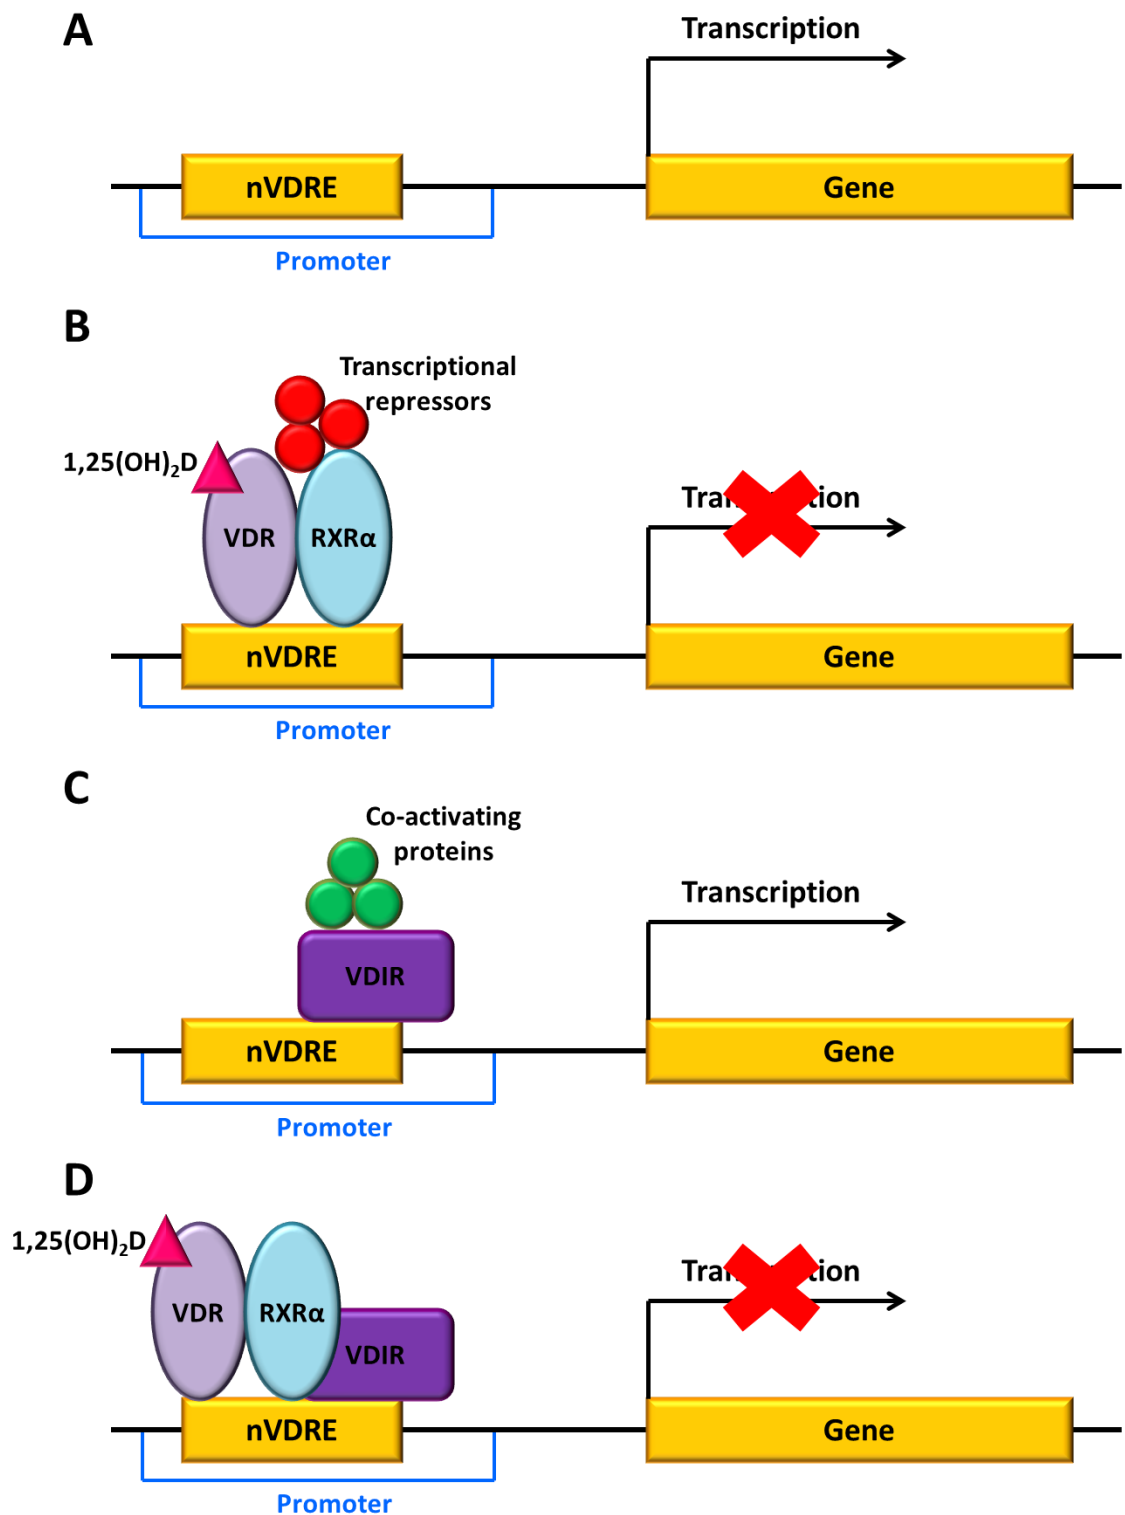 A
Transcription
nVDRE
Gene
Promoter
B
Transcriptional
repressors
1,25(OH)₂D
VDR
RXRα
nVDRE
Gene
Promoter
C
Co-activating
proteins
Transcription
VDIR
nVDRE
Gene
Promoter
D
1,25(OH)₂D
VDR
RXRα
VDIR
nVDRE
Gene
Promoter